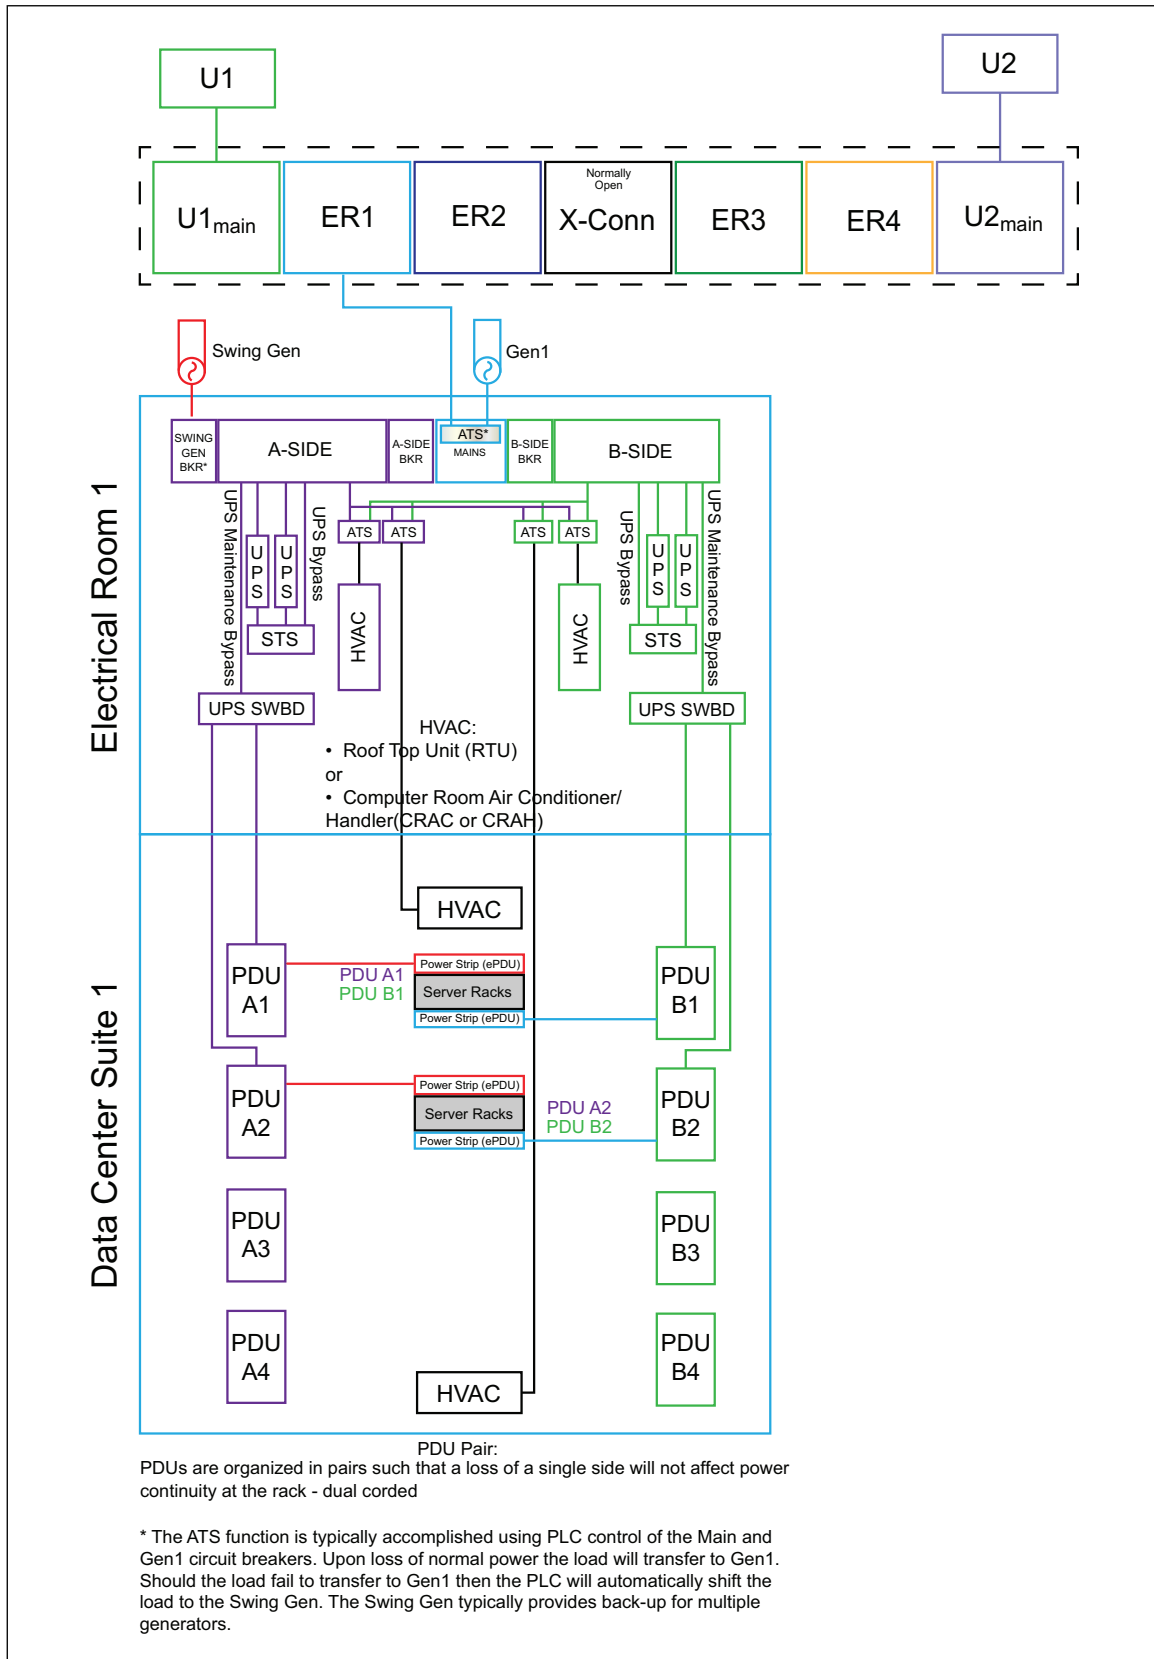 U1
U2
U1main
ER1
ER2
Normally
Open
X-Conn
ER3
ER4
U2main
Swing Gen
Gen1
Electrical Room 1
SWING
GEN
BKR*
A-SIDE
A-SIDE
BKR
ATS*
MAINS
B-SIDE
BKR
B-SIDE
UPS Maintenance Bypass
UPS
UPS
UPS Bypass
ATS
ATS
ATS
ATS
UPS Bypass
UPS
UPS
UPS Maintenance Bypass
STS
HVAC
HVAC
STS
UPS SWBD
UPS SWBD
HVAC:
• Roof Top Unit (RTU)
or
• Computer Room Air Conditioner/
Handler(CRAC or CRAH)
Data Center Suite 1
HVAC
PDU
A1
PDU A1
PDU B1
Power Strip (ePDU)
Server Racks
Power Strip (ePDU)
PDU
B1
PDU
A2
Power Strip (ePDU)
Server Racks
Power Strip (ePDU)
PDU A2
PDU B2
PDU
B2
PDU
A3
PDU
B3
PDU
A4
HVAC
PDU
B4
PDU Pair:
PDUs are organized in pairs such that a loss of a single side will not affect power
continuity at the rack - dual corded
* The ATS function is typically accomplished using PLC control of the Main and
Gen1 circuit breakers. Upon loss of normal power the load will transfer to Gen1.
Should the load fail to transfer to Gen1 then the PLC will automatically shift the
load to the Swing Gen. The Swing Gen typically provides back-up for multiple
generators.